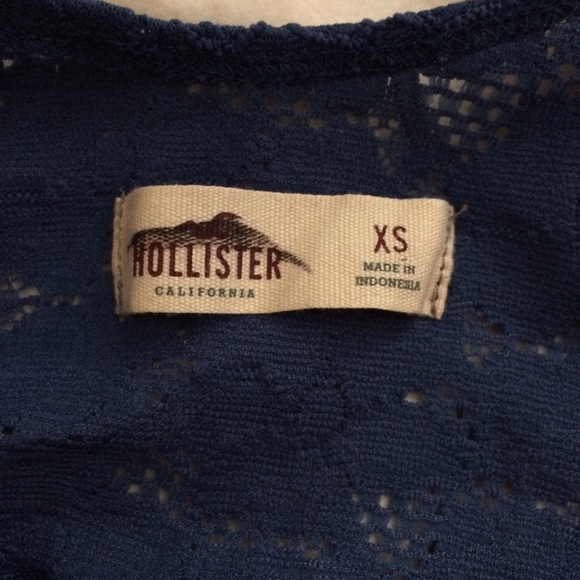 HOLLISTER
CALIFORNIA
XS
MADE IN
INDONESIA